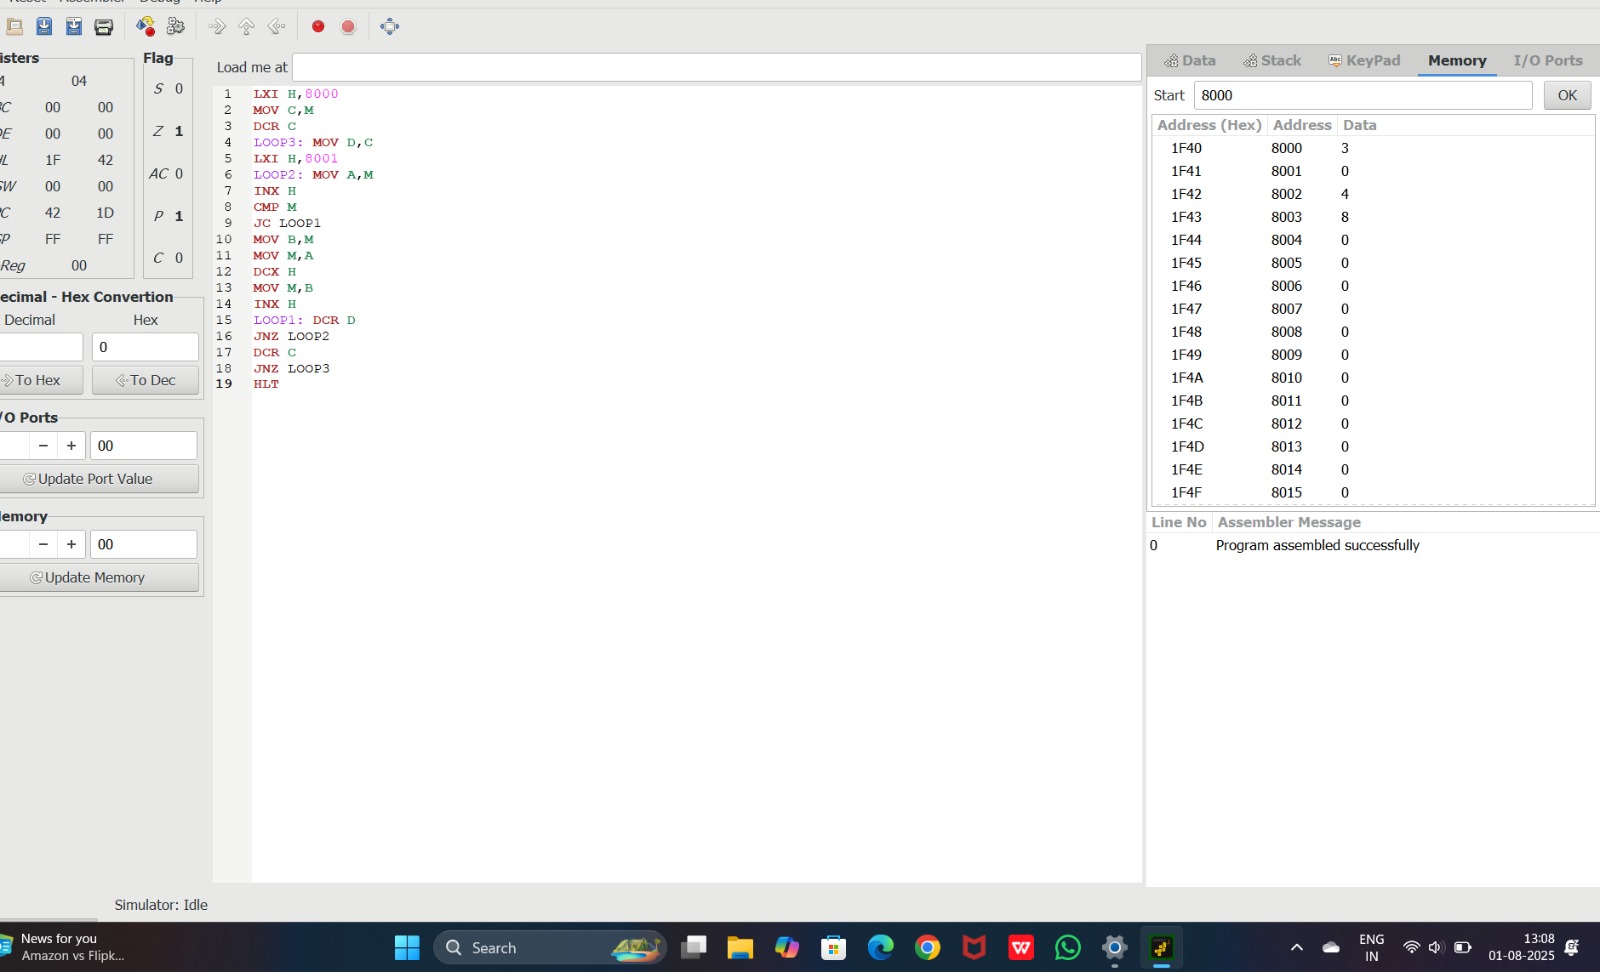 Reset Assembler Debug Help
isters
A 04
BC 00 00
DE 00 00
HL 1F 42
SW 00 00
PC 42 1D
SP FF FF
-Reg 00
Flag
S 0
Z 1
AC 0
P 1
C 0
ecimal - Hex Convertion
Decimal Hex
0
To Hex To Dec
/O Ports
- + 00
Update Port Value
emory
- + 00
Update Memory
Load me at
1 LXI H,8000
2 MOV C,M
3 DCR C
4 LOOP3: MOV D,C
5 LXI H,8001
6 LOOP2: MOV A,M
7 INX H
8 CMP M
9 JC LOOP1
10 MOV B,M
11 MOV M,A
12 DCX H
13 MOV M,B
14 INX H
15 LOOP1: DCR D
16 JNZ LOOP2
17 DCR C
18 JNZ LOOP3
19 HLT
Data Stack Abc KeyPad Memory I/O Ports
Start 8000 OK
Address (Hex) Address Data
1F40 8000 3
1F41 8001 0
1F42 8002 4
1F43 8003 8
1F44 8004 0
1F45 8005 0
1F46 8006 0
1F47 8007 0
1F48 8008 0
1F49 8009 0
1F4A 8010 0
1F4B 8011 0
1F4C 8012 0
1F4D 8013 0
1F4E 8014 0
1F4F 8015 0
Line No Assembler Message
0 Program assembled successfully
Simulator: Idle
News for you
Amazon vs Flipk...
Search
W
ENG
IN
13:08
01-08-2025